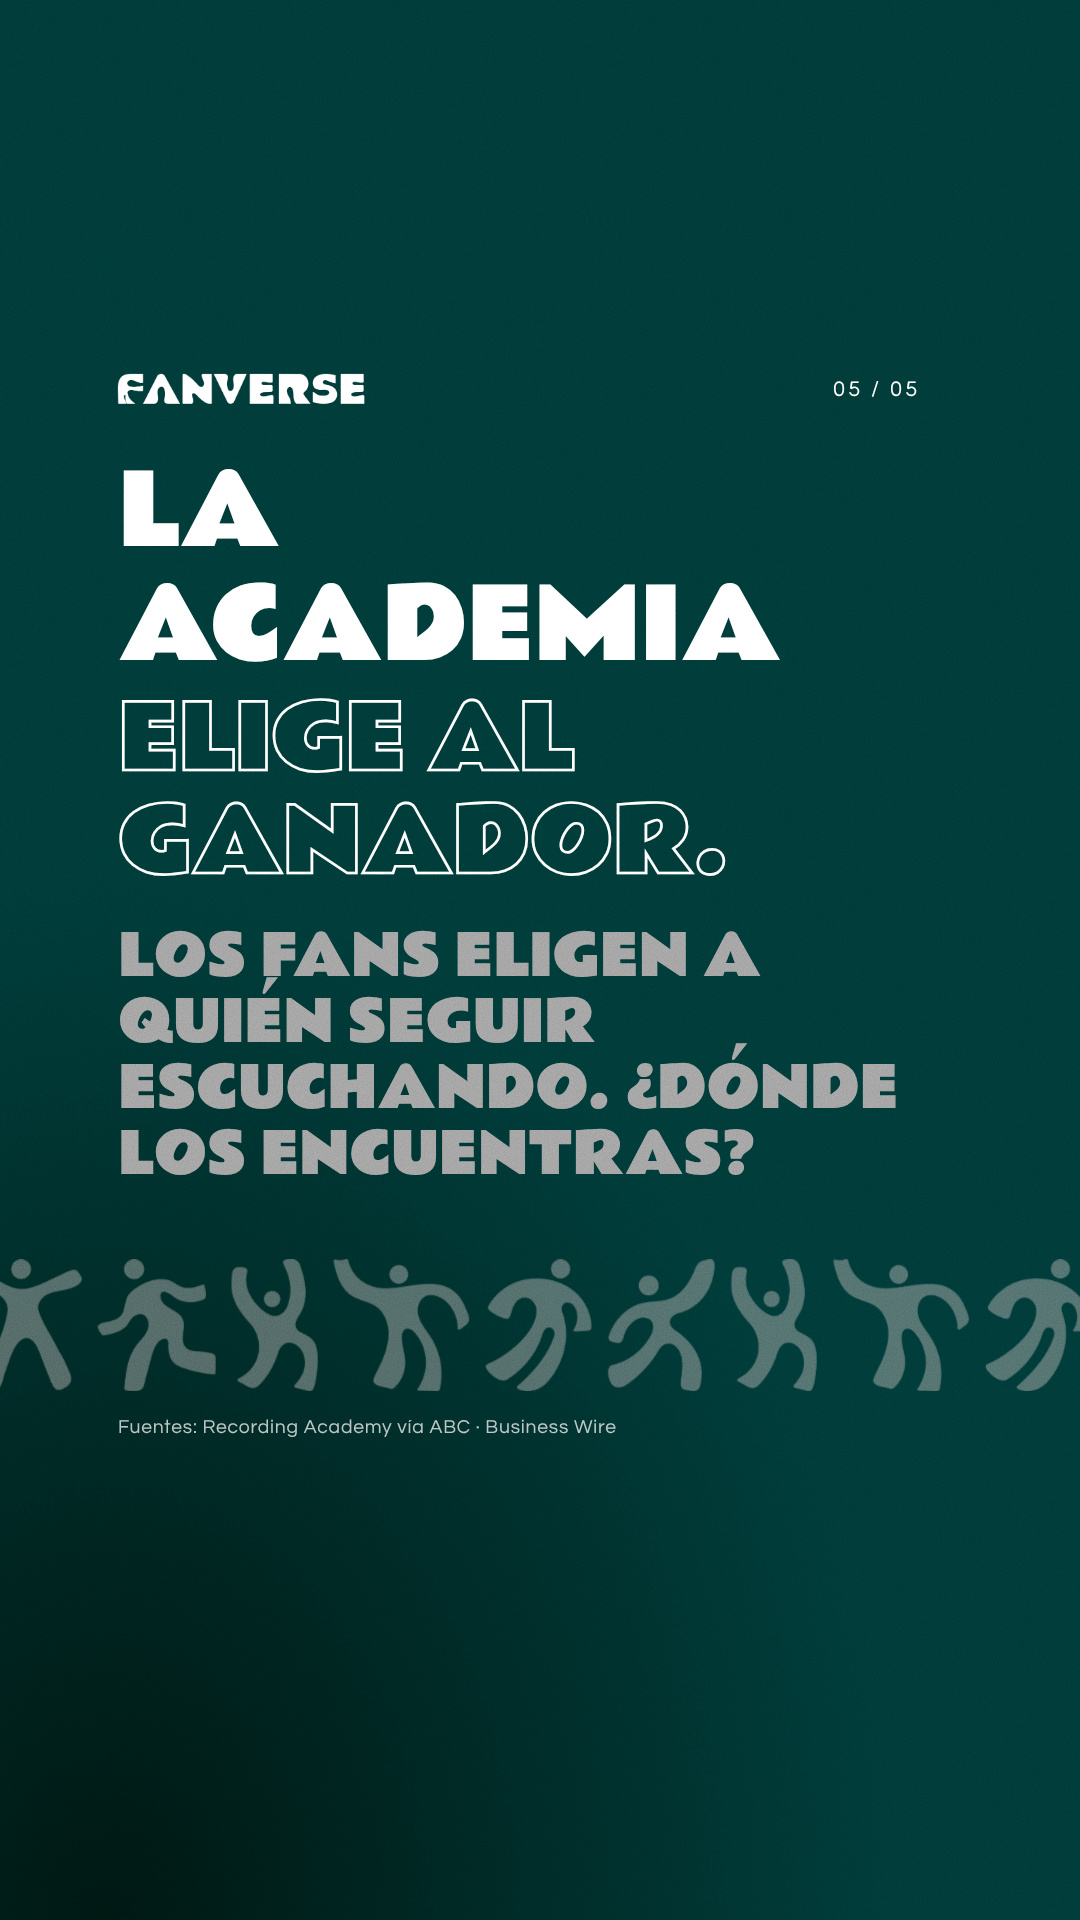 FANVERSE
05 / 05
LA
ACADEMIA
ELIGE AL
GANADOR.
LOS FANS ELIGEN A
QUIÉN SEGUIR
ESCUCHANDO. ¿DÓNDE
LOS ENCUENTRAS?
Fuentes: Recording Academy vía ABC · Business Wire